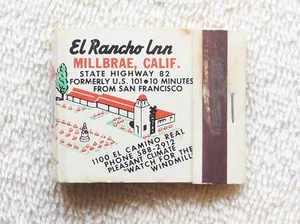 El Rancho Inn
MILLBRAE, CALIF.
STATE HIGHWAY 82
FORMERLY U.S. 101 • 10 MINUTES
FROM SAN FRANCISCO
1100 EL CAMINO REAL
PHONE 588-2912
PLEASANT CLIMATE
WATCH FOR THE
WINDMILL